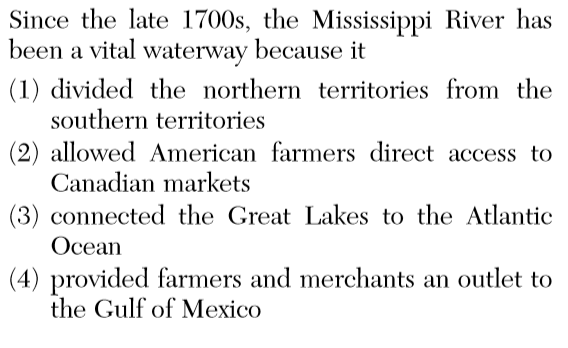 Since the late 1700s, the Mississippi River has
been a vital waterway because it
(1) divided the northern territories from the
southern territories
(2) allowed American farmers direct access to
Canadian markets
(3) connected the Great Lakes to the Atlantic
Ocean
(4) provided farmers and merchants an outlet to
the Gulf of Mexico